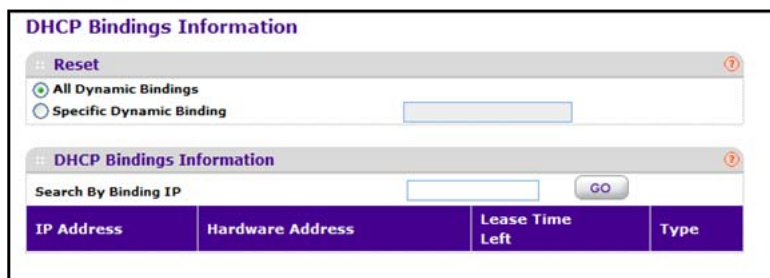 DHCP Bindings Information
Reset
All Dynamic Bindings
Specific Dynamic Binding
DHCP Bindings Information
Search By Binding IP GO
IP Address Hardware Address Lease Time Left Type